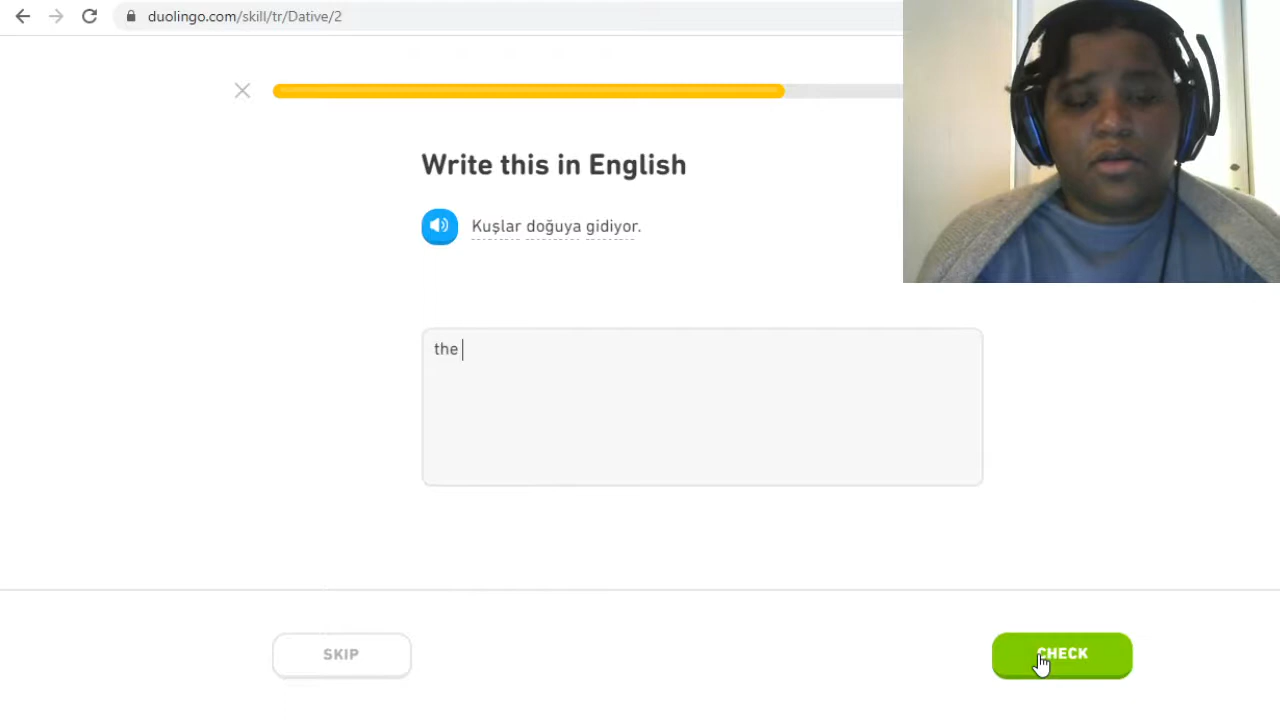 duolingo.com/skill/tr/Dative/2
Write this in English
Kuşlar doğuya gidiyor.
the
SKIP
CHECK